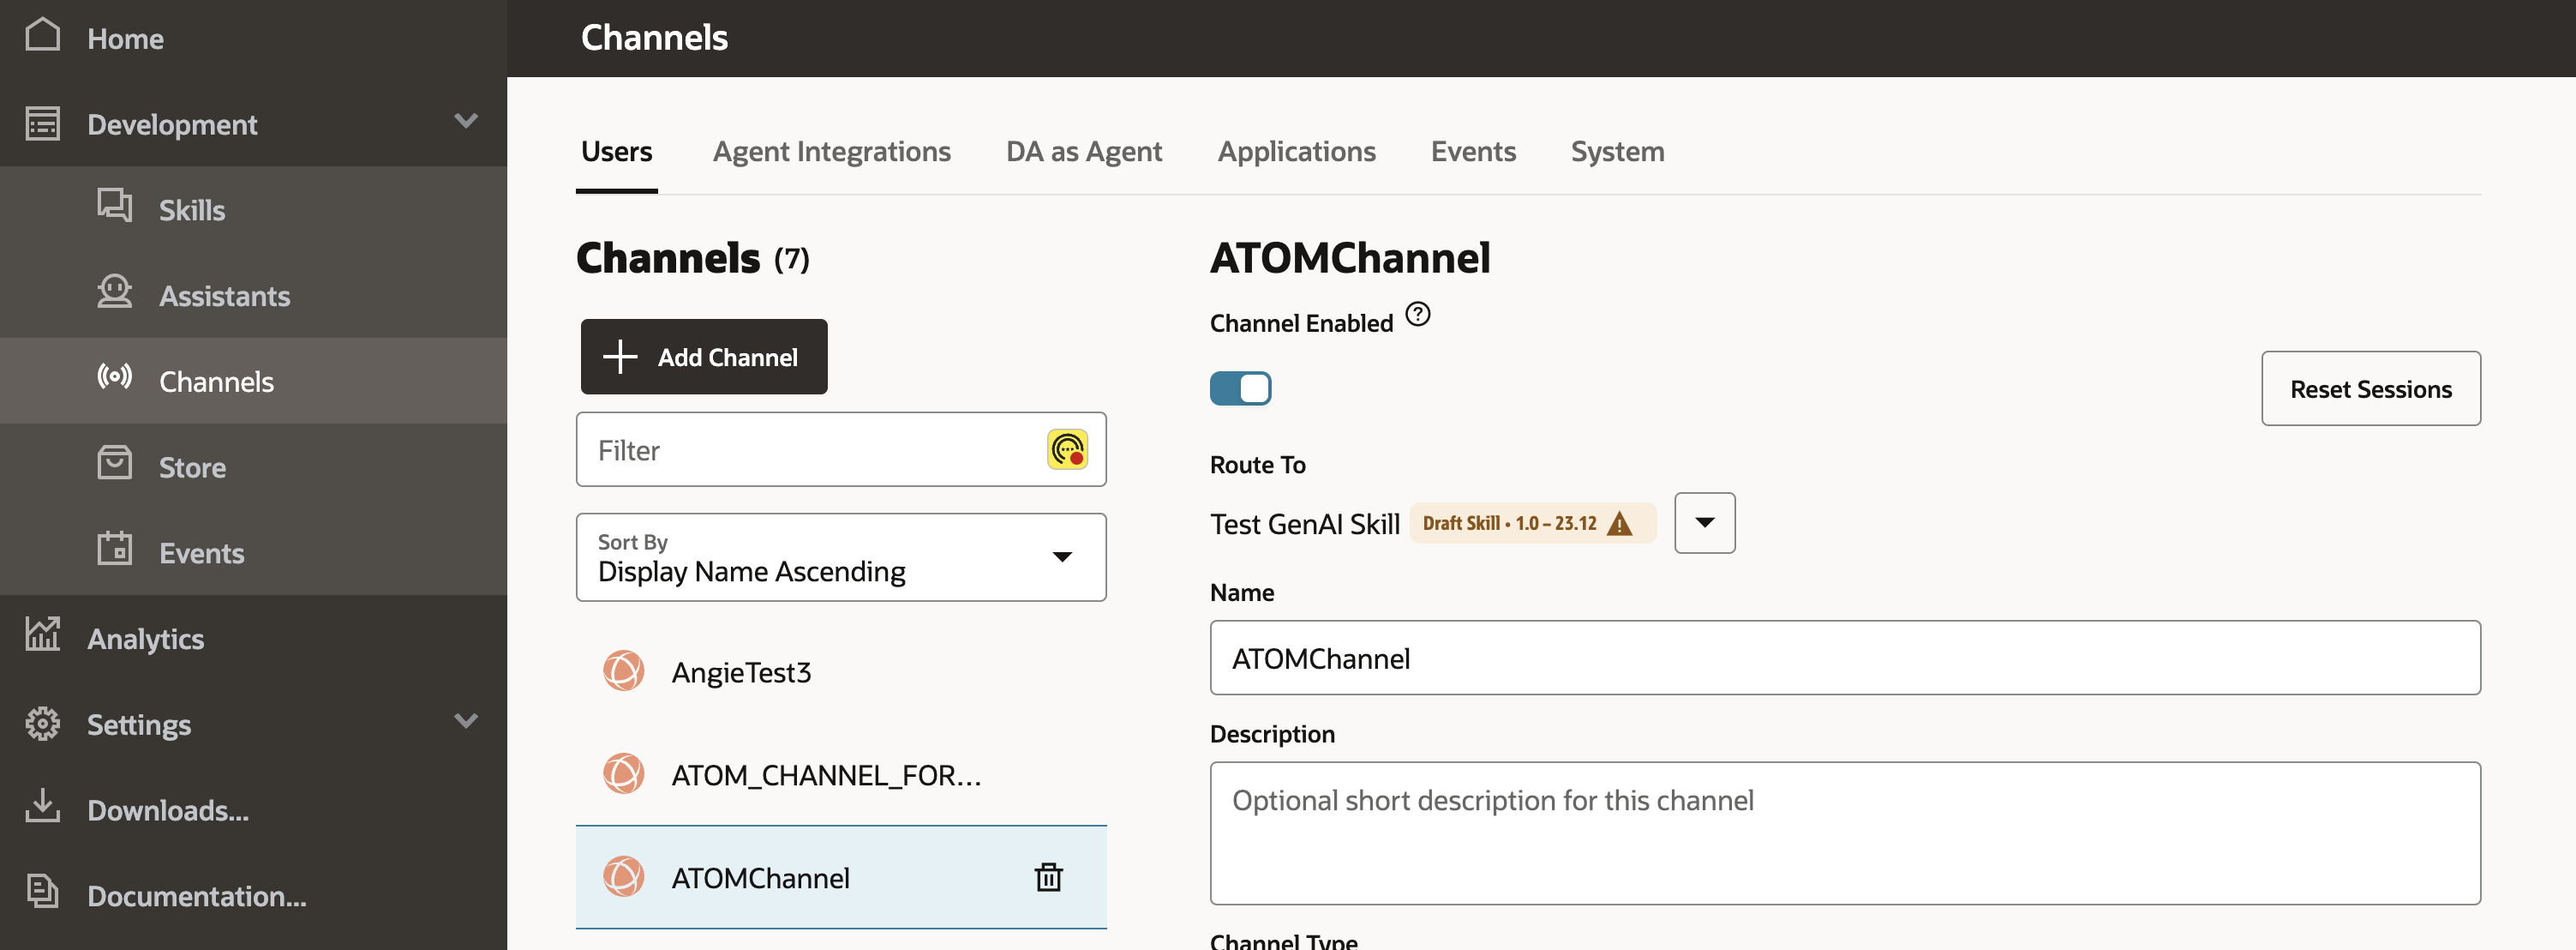 Home
Development
Skills
Assistants
Channels
Store
Events
Analytics
Settings
Downloads...
Documentation...
Channels
Users
Agent Integrations
DA as Agent
Applications
Events
System
Channels (7)
Add Channel
Filter
Sort By
Display Name Ascending
AngieTest3
ATOM_CHANNEL_FOR...
ATOMChannel
ATOMChannel
Channel Enabled
Reset Sessions
Route To
Test GenAI Skill Draft Skill • 1.0 – 23.12
Name
ATOMChannel
Description
Optional short description for this channel
Channel Type